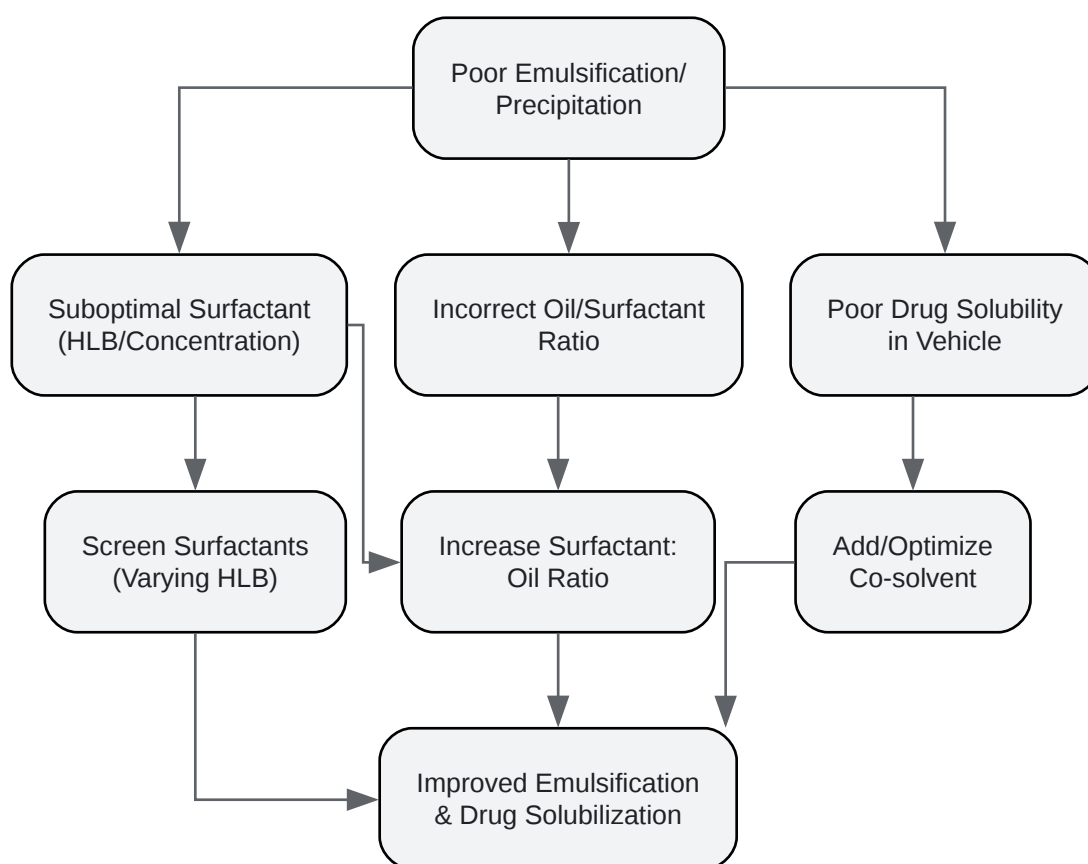 Poor Emulsification/
Precipitation
Suboptimal Surfactant
(HLB/Concentration)
Incorrect Oil/Surfactant
Ratio
Poor Drug Solubility
in Vehicle
Screen Surfactants
(Varying HLB)
Increase Surfactant:
Oil Ratio
Add/Optimize
Co-solvent
Improved Emulsification
& Drug Solubilization